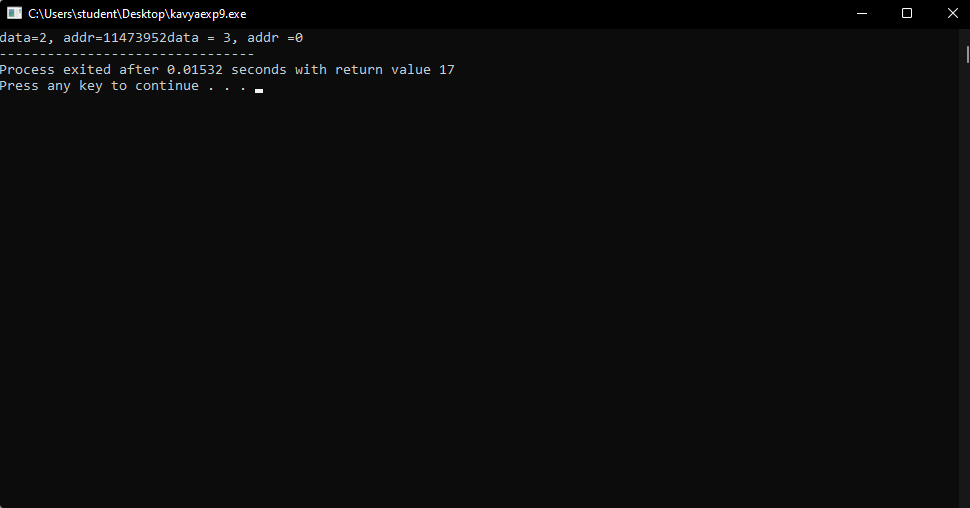 C:\Users\student\Desktop\kavyaexp9.exe
data=2, addr=11473952data = 3, addr =0
--------------------------------
Process exited after 0.01532 seconds with return value 17
Press any key to continue . . .